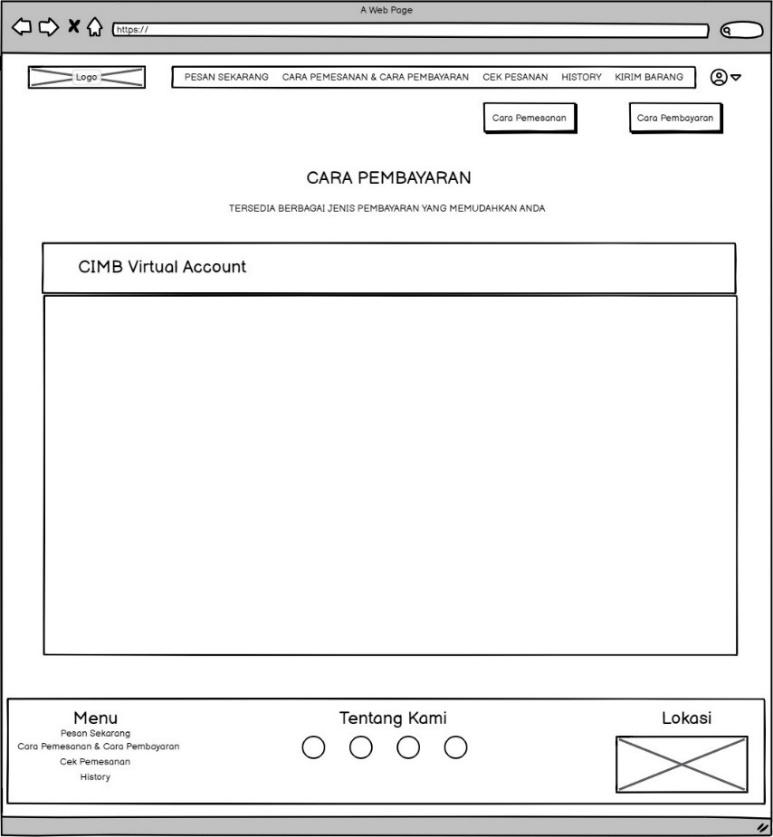 A Web Page
https://
Logo
PESAN SEKARANG CARA PEMESANAN & CARA PEMBAYARAN CEK PESANAN HISTORY KIRIM BARANG
Cara Pemesanan Cara Pembayaran
CARA PEMBAYARAN
TERSEDIA BERBAGAI JENIS PEMBAYARAN YANG MEMUDAHKAN ANDA
CIMB Virtual Account
Menu
Pesan Sekarang
Cara Pemesanan & Cara Pembayaran
Cek Pemesanan
History
Tentang Kami
Lokasi